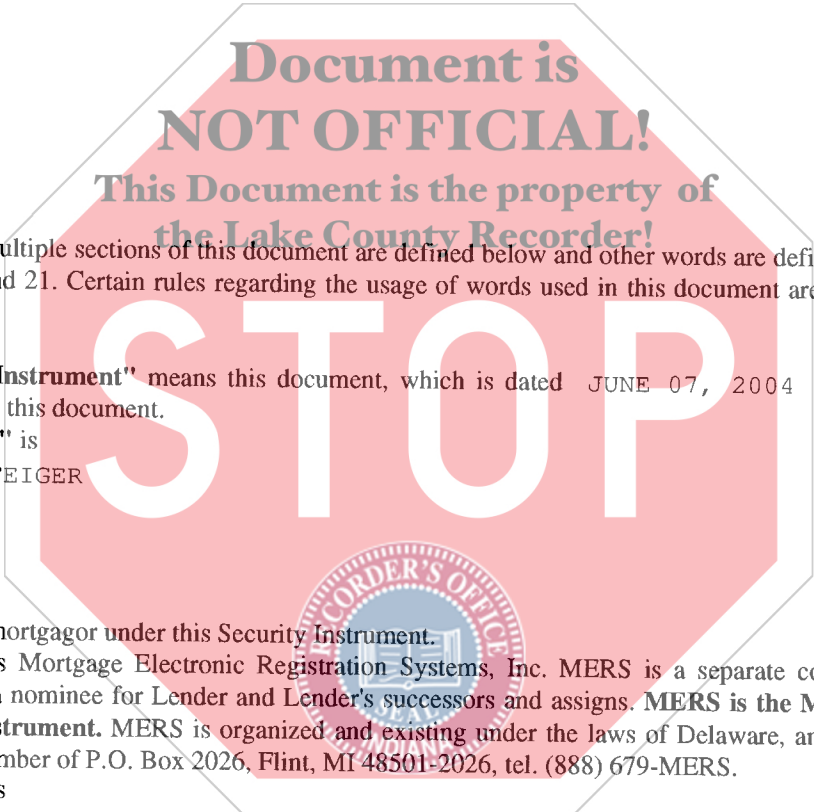 Document is
NOT OFFICIAL!
This Document is the property of
the Lake County Recorder!
ultiple sections of this document are defined below and other words are defi
d 21. Certain rules regarding the usage of words used in this document are
Instrument" means this document, which is dated JUNE 07, 2004
this document.
" is
EIGER
STOP
nortgagor under this Security Instrument.
s Mortgage Electronic Registration Systems, Inc. MERS is a separate co
nominee for Lender and Lender's successors and assigns. MERS is the M
strument. MERS is organized and existing under the laws of Delaware, an
mber of P.O. Box 2026, Flint, MI 48501-2026, tel. (888) 679-MERS.
s
RECORDER'S OFFICE
SEAL
INDIANA